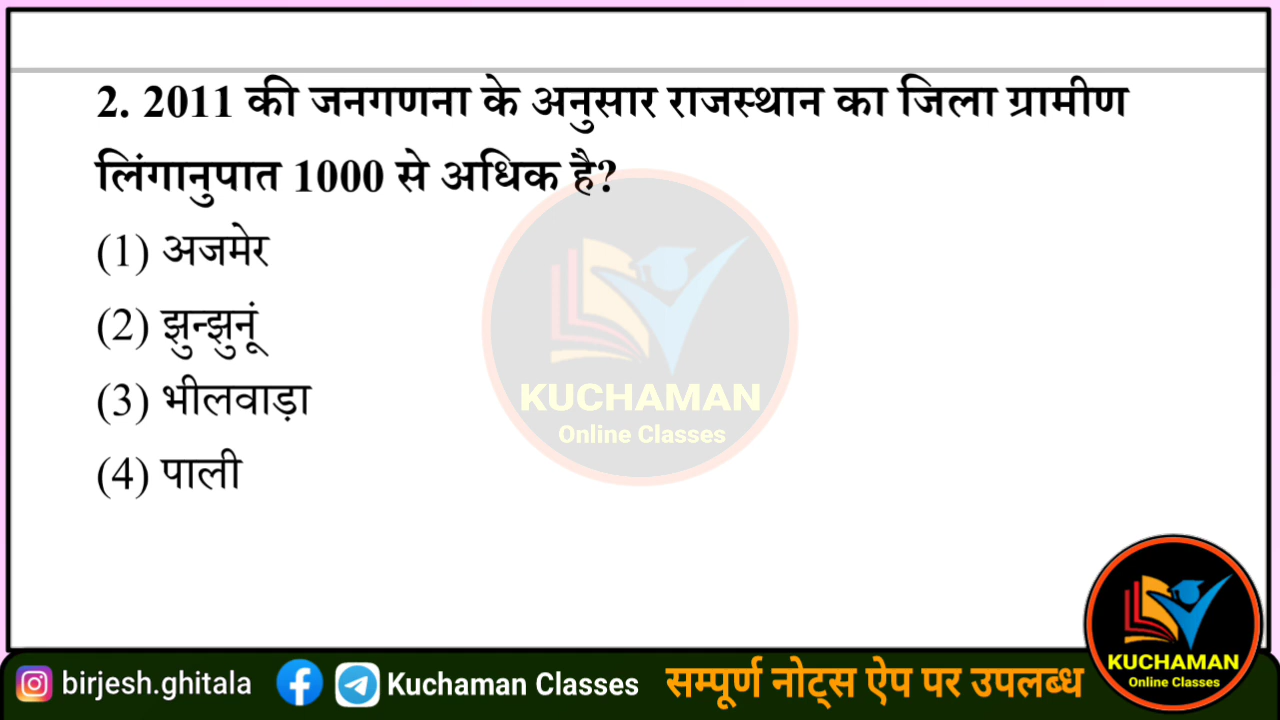 2. 2011 की जनगणना के अनुसार राजस्थान का जिला ग्रामीण
लिंगानुपात 1000 से अधिक है?
(1) अजमेर
(2) झुन्झुनूं
(3) भीलवाड़ा
(4) पाली
KUCHAMAN
Online Classes
birjesh.ghitala
Kuchaman Classes
सम्पूर्ण नोट्स ऐप पर उपलब्ध
KUCHAMAN
Online Classes